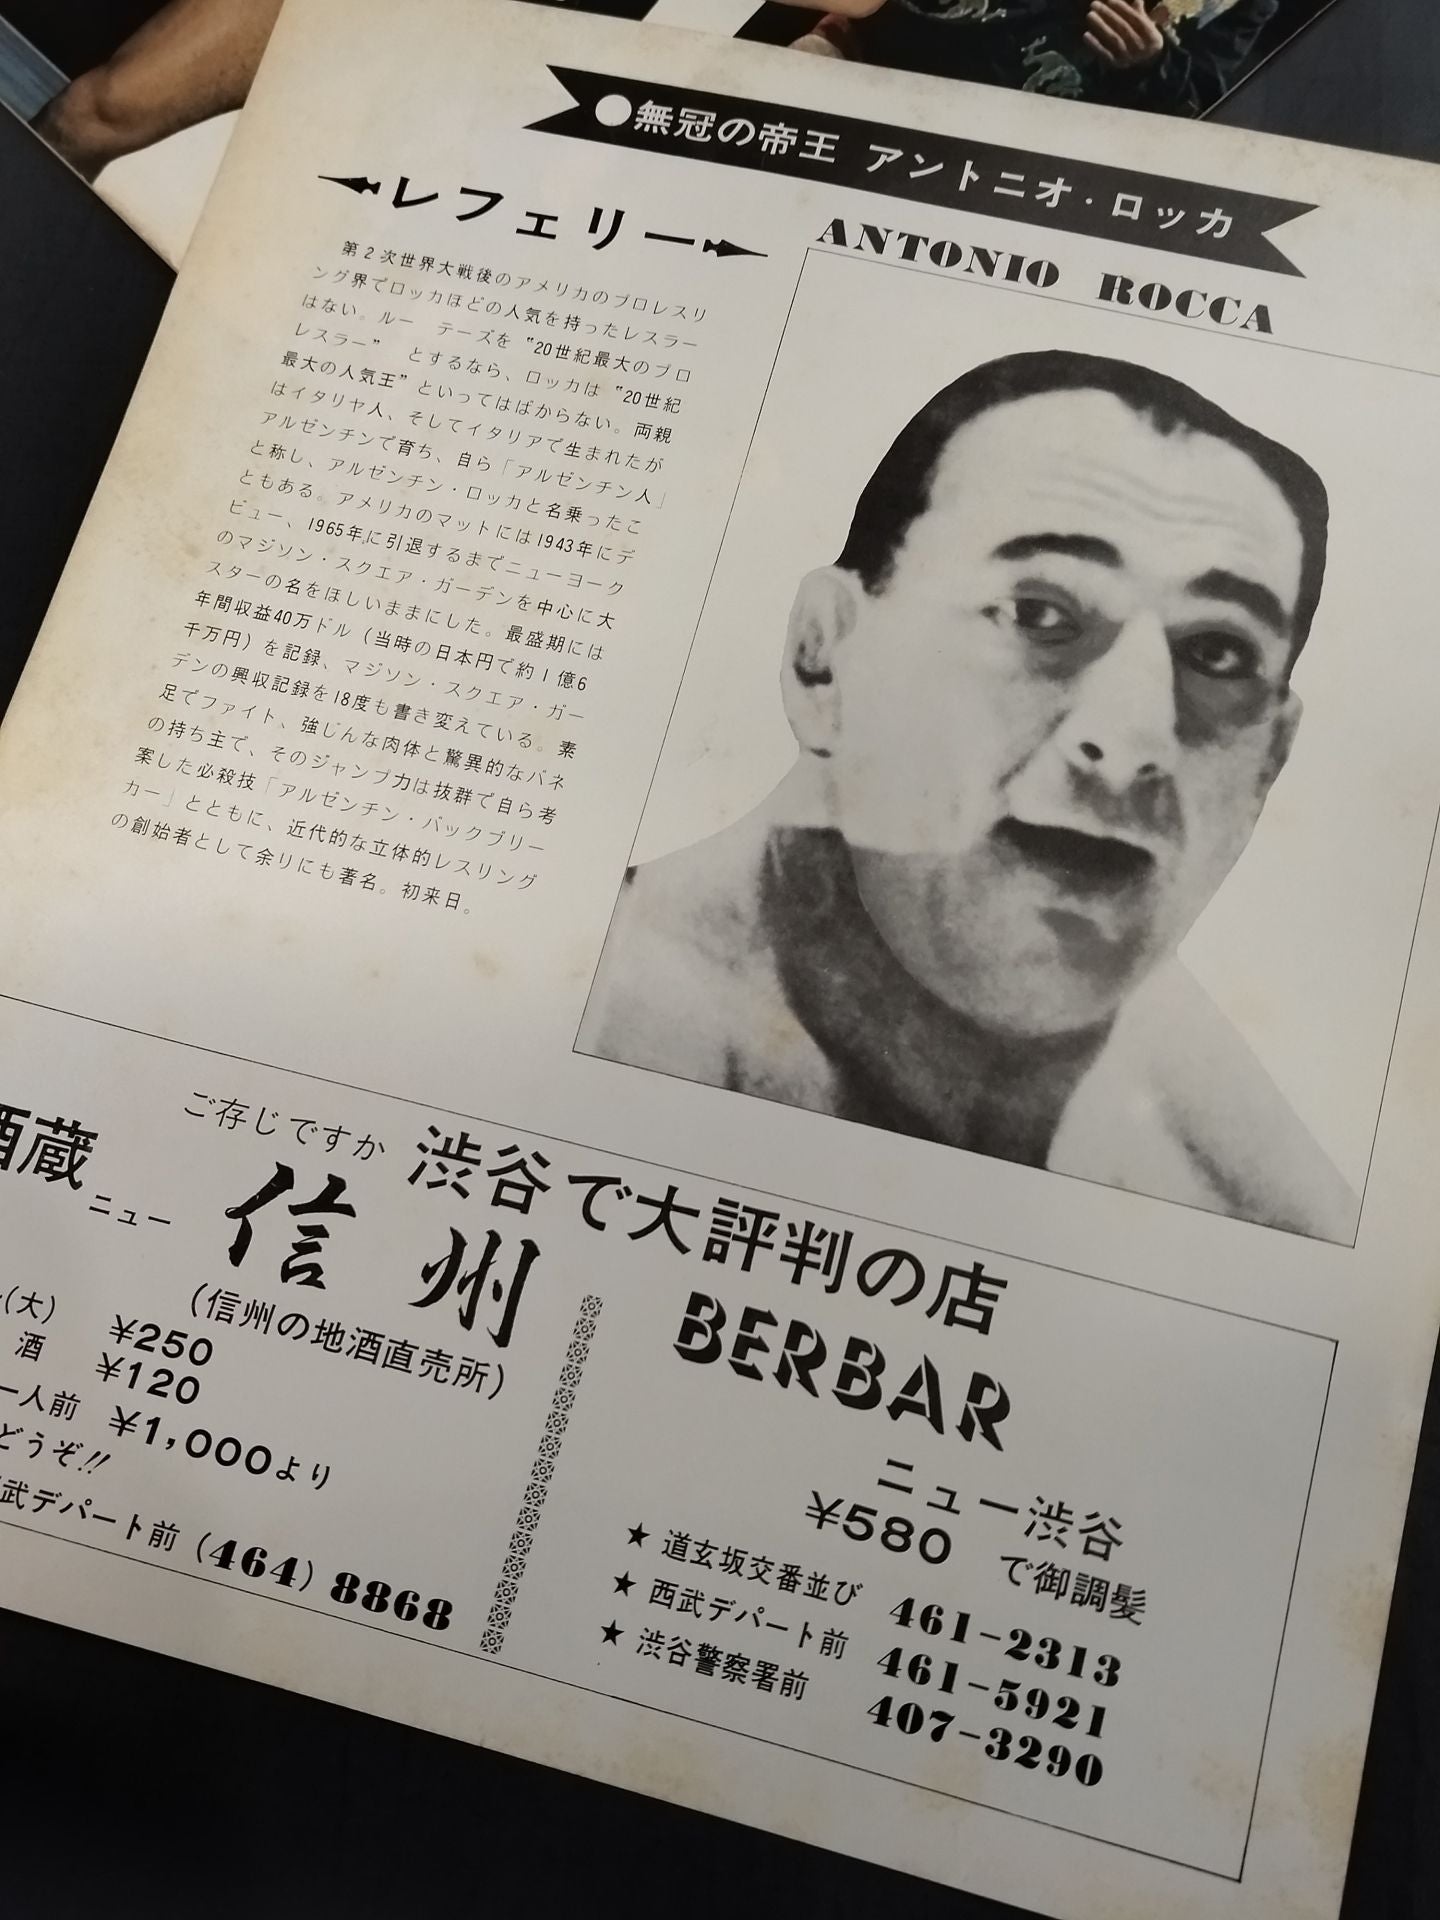 ●無冠の帝王 アントニオ・ロッカ
レフェリー
ANTONIO ROCCA
第2次世界大戦後のアメリカのプロレスリ
ング界でロッカほどの人気を持ったレスラー
はない。ルー テーズを〝20世紀最大のプロ
レスラー〟 とするなら、ロッカは〝20世紀
最大の人気王〟といってはばからない。両親
はイタリヤ人、そしてイタリアで生まれたが
アルゼンチンで育ち、自ら「アルゼンチン人」
と称し、アルゼンチン・ロッカと名乗ったこ
ともある。アメリカのマットには1943年にデ
ビュー、1965年に引退するまでニューヨーク
のマジソン・スクエア・ガーデンを中心に大
スターの名をほしいままにした。最盛期には
年間収益40万ドル(当時の日本円で約1億6
千万円)を記録、マジソン・スクエア・ガー
デンの興収記録を18度も書き変えている。素
足でファイト、強じんな肉体と驚異的なバネ
の持ち主で、そのジャンプ力は抜群で自ら考
案した必殺技「アルゼンチン・バックブリー
カー」とともに、近代的な立体的レスリング
の創始者として余りにも著名。初来日。
ご存じですか 渋谷で大評判の店
酒蔵 ニュー 信州
(信州の地酒直売所)
(大) ¥250
酒 ¥120
一人前 ¥1,000より
どうぞ!!
武デパート前 (464) 8868
BERBAR
ニュー渋谷
¥580 で御調髪
★ 道玄坂交番並び 461-2313
★ 西武デパート前 461-5921
★ 渋谷警察署前 407-3290